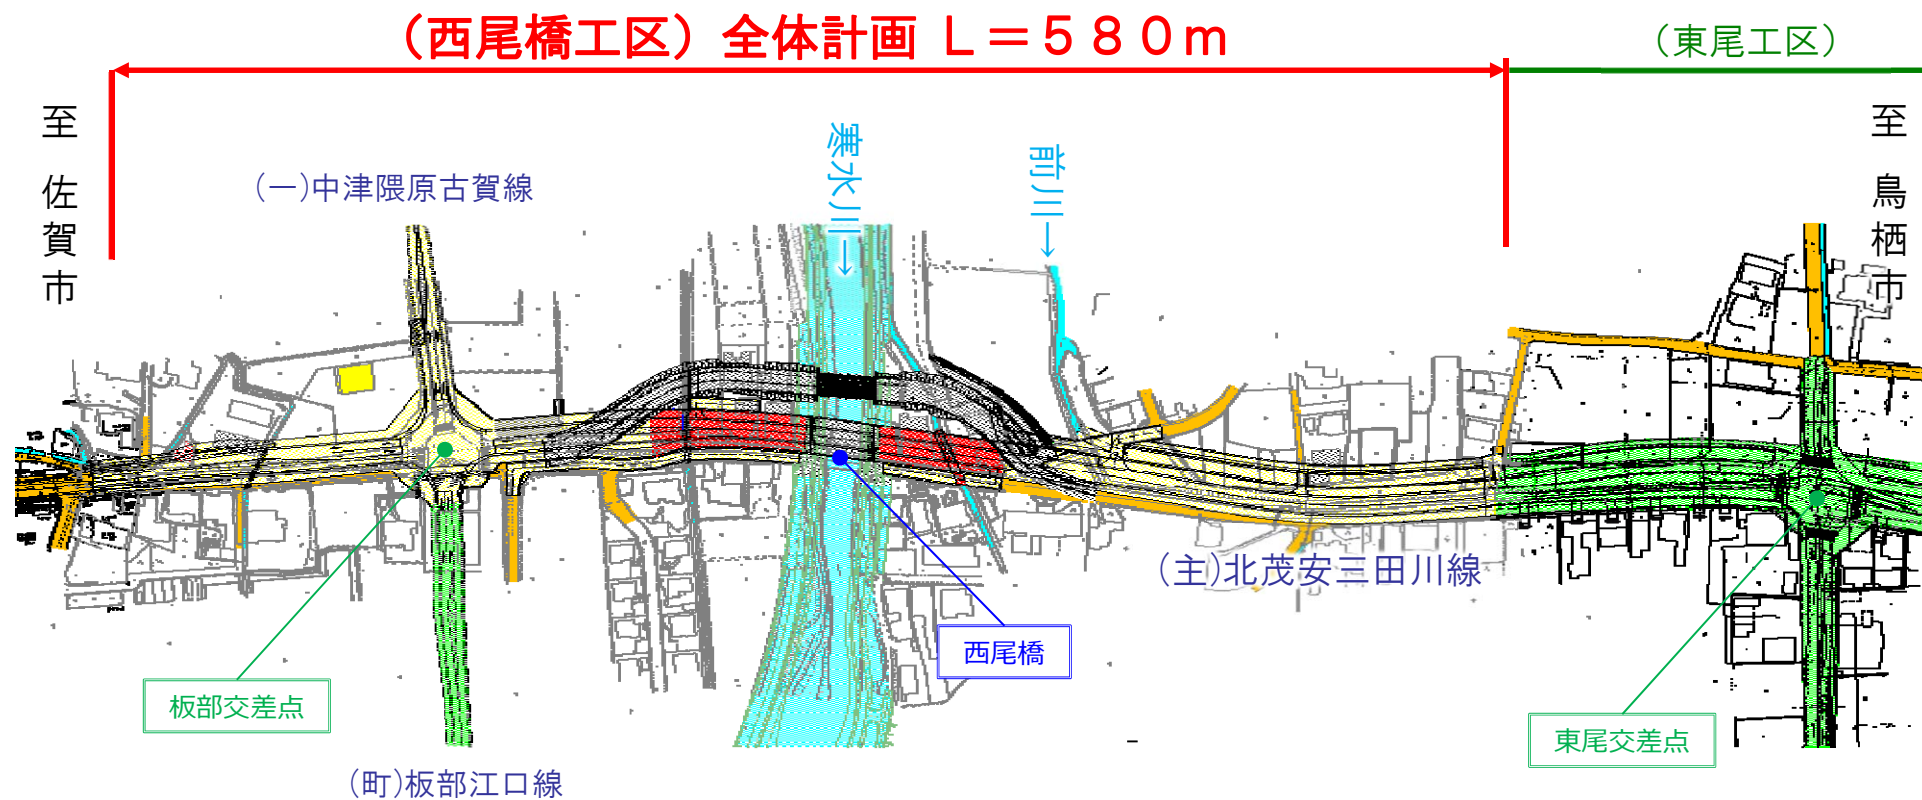 （西尾橋工区）全体計画 Ｌ＝５８０ｍ
（東尾工区）
至 佐賀市
(一)中津隈原古賀線
寒水川→
前川→
至 鳥栖市
(主)北茂安三田川線
西尾橋
板部交差点
東尾交差点
(町)板部江口線